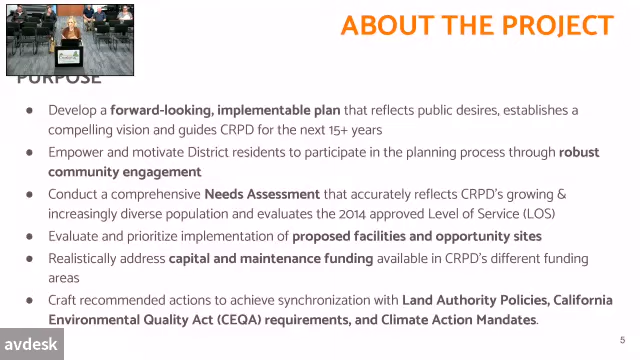 ABOUT THE PROJECT
PURPOSE
● Develop a forward-looking, implementable plan that reflects public desires, establishes a
compelling vision and guides CRPD for the next 15+ years
● Empower and motivate District residents to participate in the planning process through robust
community engagement
● Conduct a comprehensive Needs Assessment that accurately reflects CRPD's growing &
increasingly diverse population and evaluates the 2014 approved Level of Service (LOS)
● Evaluate and prioritize implementation of proposed facilities and opportunity sites
● Realistically address capital and maintenance funding available in CRPD's different funding
areas
● Craft recommended actions to achieve synchronization with Land Authority Policies, California
Environmental Quality Act (CEQA) requirements, and Climate Action Mandates.
avdesk
5